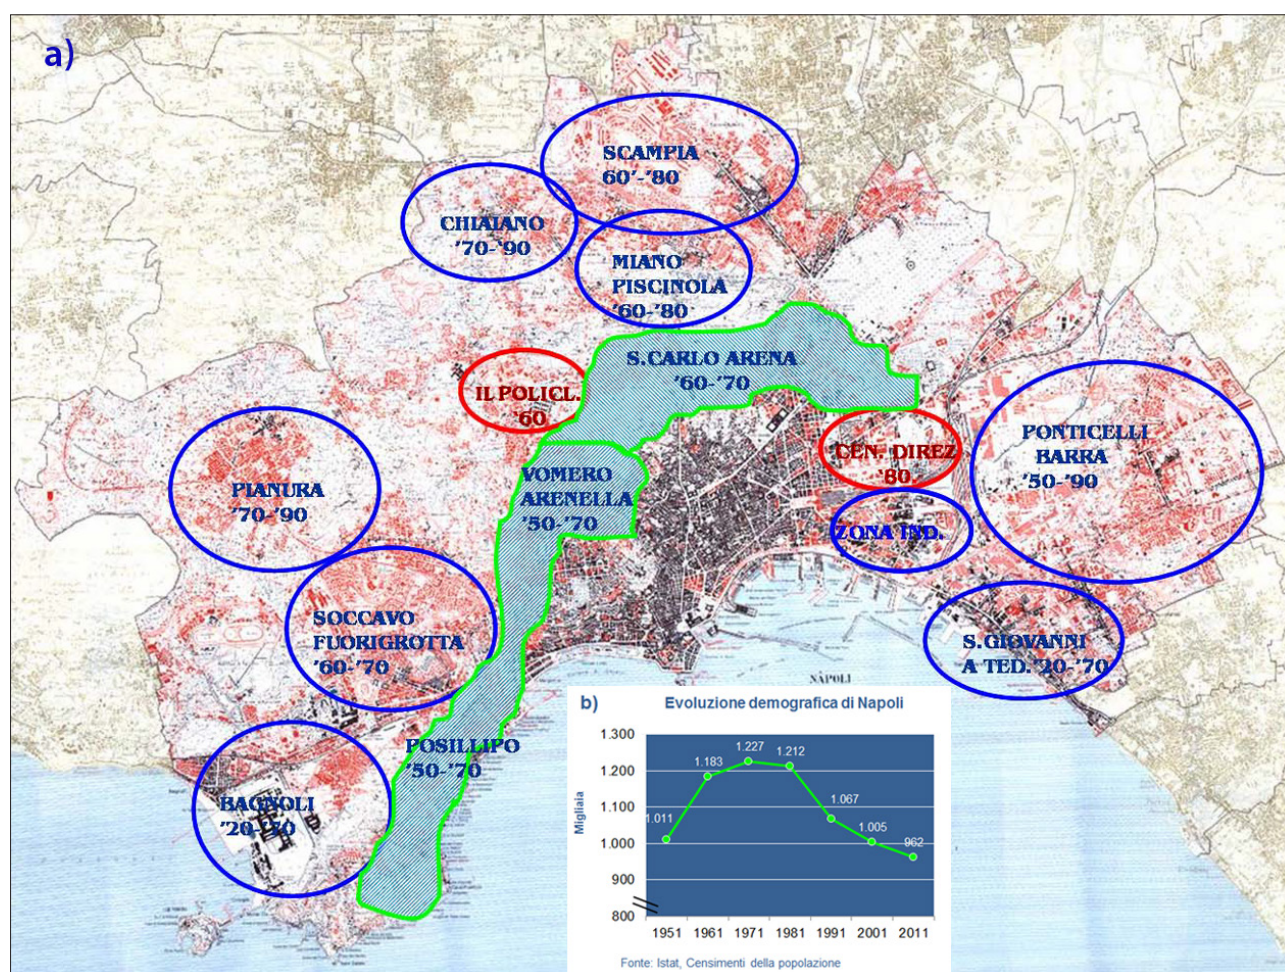 a)
SCAMPIA
60'-'80
CHIAIANO
'70-'90
MIANO
PISCINOLA
'60-'80
S.CARLO ARENA
'60-'70
IL POLICL.
'60
CEN. DIREZ
'80
PONTICELLI
BARRA
'50-'90
PIANURA
'70-'90
VOMERO
ARENELLA
'50-'70
ZONA IND.
SOCCAVO
FUORIGROTTA
'60-'70
S.GIOVANNI
A TED. '20-'70
NÀPOLI
POSILLIPO
'50-'70
BAGNOLI
'20-'70
b)
Evoluzione demografica di Napoli
Migliaia
1.300
1.200
1.100
1.000
900
800
1.011
1.183
1.227
1.212
1.067
1.005
962
1951 1961 1971 1981 1991 2001 2011
Fonte: Istat, Censimenti della popolazione